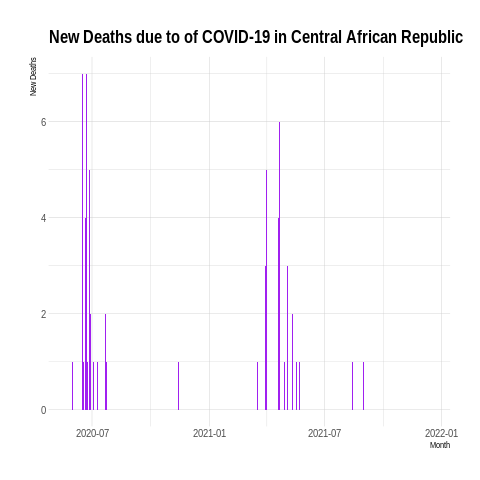 New Deaths due to of COVID-19 in Central African Republic
New Deaths
6
4
2
0
2020-07
2021-01
2021-07
2022-01
Month